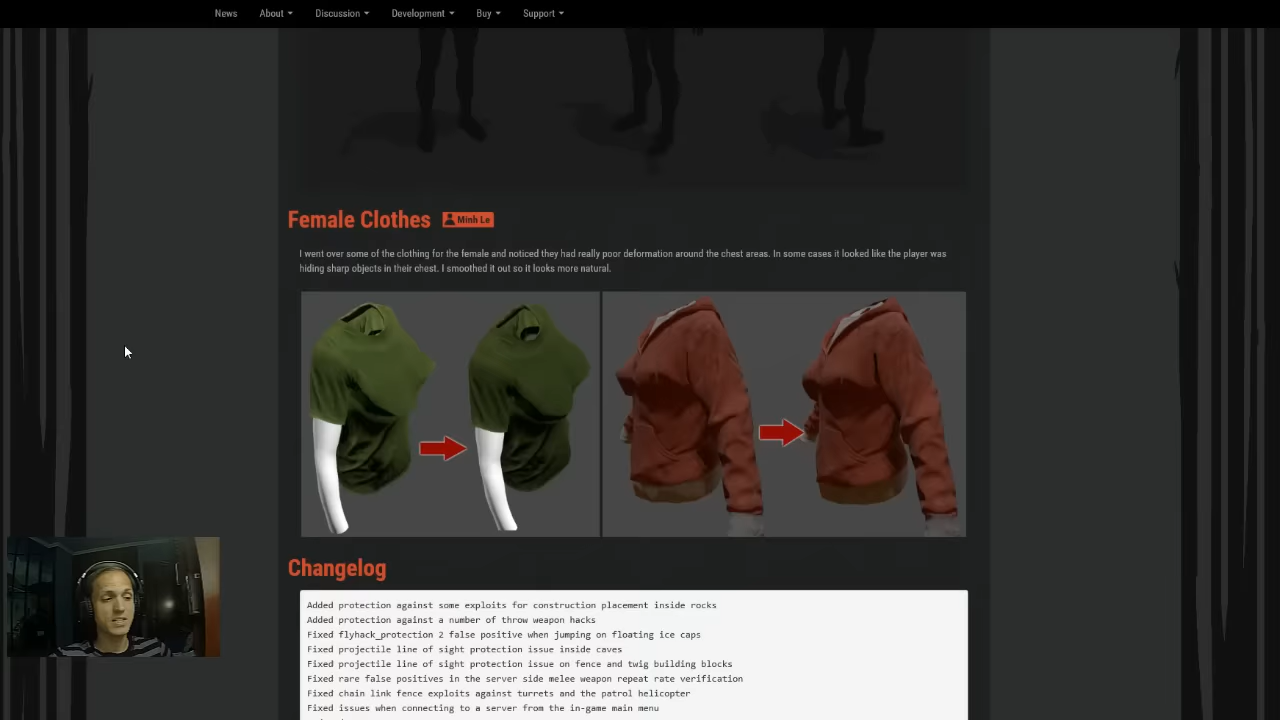 News About Discussion Development Buy Support
Female Clothes Minh Le
I went over some of the clothing for the female and noticed they had really poor deformation around the chest areas. In some cases it looked like the player was
hiding sharp objects in their chest. I smoothed it out so it looks more natural.
Changelog
Added protection against some exploits for construction placement inside rocks
Added protection against a number of throw weapon hacks
Fixed flyhack_protection 2 false positive when jumping on floating ice caps
Fixed projectile line of sight protection issue inside caves
Fixed projectile line of sight protection issue on fence and twig building blocks
Fixed rare false positives in the server side melee weapon repeat rate verification
Fixed chain link fence exploits against turrets and the patrol helicopter
Fixed issues when connecting to a server from the in-game main menu